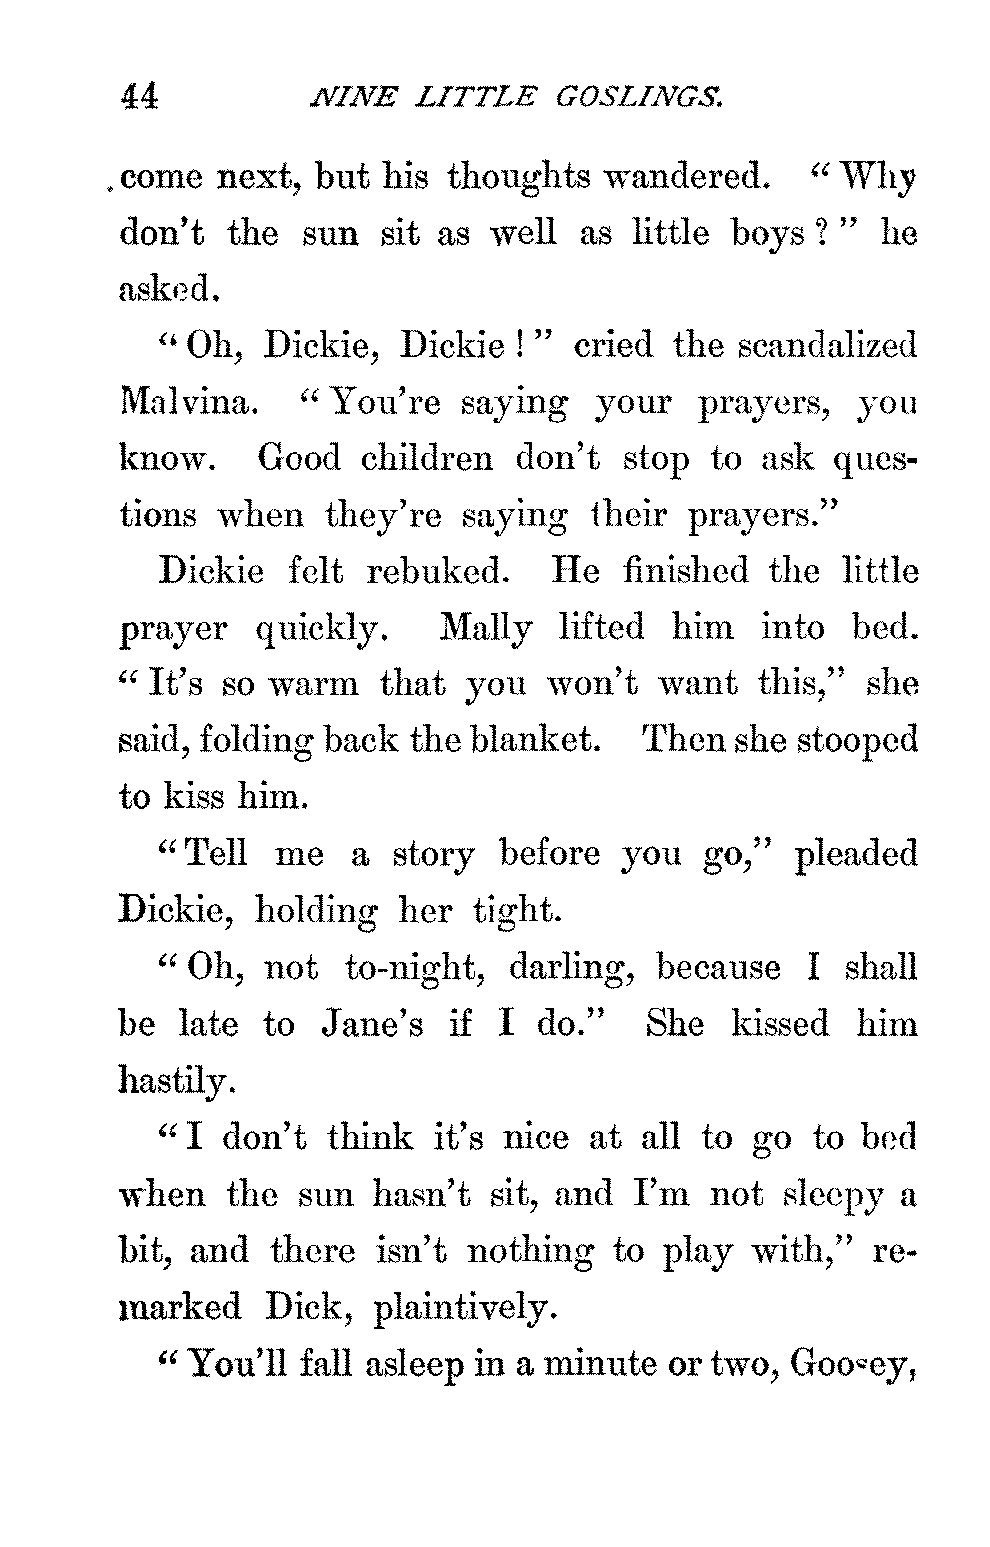 44 NINE LITTLE GOSLINGS.
come next, but his thoughts wandered. “Why
don’t the sun sit as well as little boys?” he
asked.
“Oh, Dickie, Dickie!” cried the scandalized
Malvina. “You’re saying your prayers, you
know. Good children don’t stop to ask ques-
tions when they’re saying their prayers.”
Dickie felt rebuked. He finished the little
prayer quickly. Mally lifted him into bed.
“It’s so warm that you won’t want this,” she
said, folding back the blanket. Then she stooped
to kiss him.
“Tell me a story before you go,” pleaded
Dickie, holding her tight.
“Oh, not to-night, darling, because I shall
be late to Jane’s if I do.” She kissed him
hastily.
“I don’t think it’s nice at all to go to bed
when the sun hasn’t sit, and I’m not sleepy a
bit, and there isn’t nothing to play with,” re-
marked Dick, plaintively.
“You’ll fall asleep in a minute or two, Goosey,